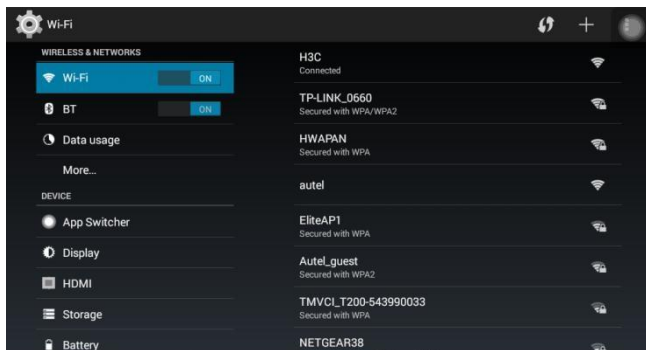 Wi-Fi
WIRELESS & NETWORKS
Wi-Fi ON
BT ON
Data usage
More...
DEVICE
App Switcher
Display
HDMI
Storage
Battery
H3C
Connected
TP-LINK_0660
Secured with WPA/WPA2
HWAPAN
Secured with WPA
autel
EliteAP1
Secured with WPA
Autel_guest
Secured with WPA2
TMVCI_T200-543990033
Secured with WPA
NETGEAR38